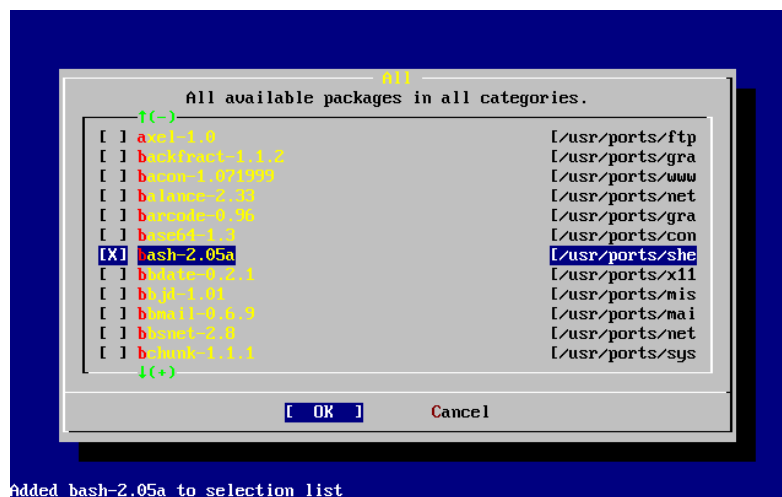 All
All available packages in all categories.
↑(-)
[ ] axel-1.0 [/usr/ports/ftp
[ ] backfract-1.1.2 [/usr/ports/gra
[ ] bacon-1.071999 [/usr/ports/www
[ ] balance-2.33 [/usr/ports/net
[ ] barcode-0.96 [/usr/ports/gra
[ ] base64-1.3 [/usr/ports/con
[X] bash-2.05a [/usr/ports/she
[ ] bbdate-0.2.1 [/usr/ports/x11
[ ] bbjd-1.01 [/usr/ports/mis
[ ] bbmail-0.6.9 [/usr/ports/mai
[ ] bbsnet-2.8 [/usr/ports/net
[ ] bchunk-1.1.1 [/usr/ports/sys
↓(+)
[ OK ] Cancel
Added bash-2.05a to selection list